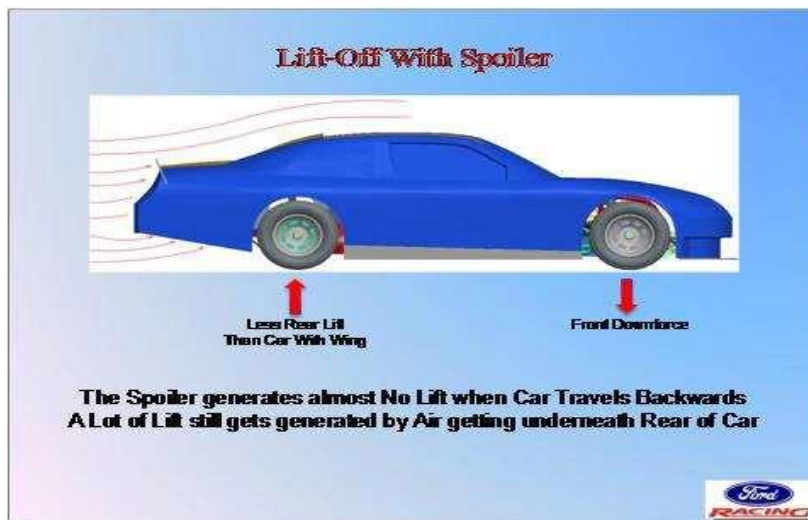 Lift-Off With Spoiler
Less Rear Lift
Than Car With Wing
Front Downforce
The Spoiler generates almost No Lift when Car Travels Backwards
A Lot of Lift still gets generated by Air getting underneath Rear of Car
Ford
RACING